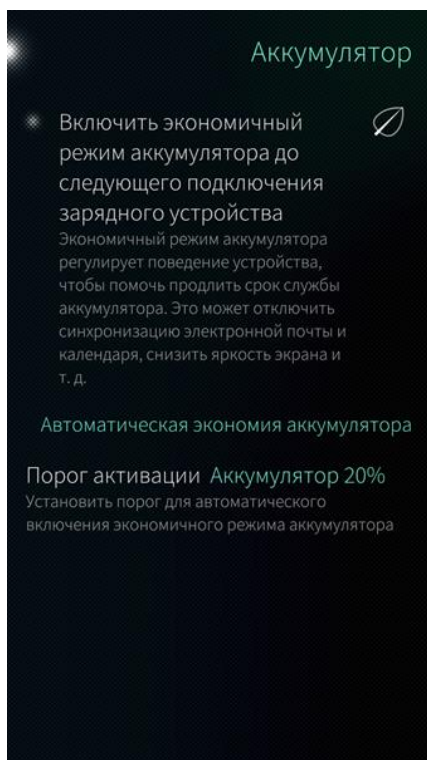 Аккумулятор
Включить экономичный
режим аккумулятора до
следующего подключения
зарядного устройства
Экономичный режим аккумулятора
регулирует поведение устройства,
чтобы помочь продлить срок службы
аккумулятора. Это может отключить
синхронизацию электронной почты и
календаря, снизить яркость экрана и
т. д.
Автоматическая экономия аккумулятора
Порог активации Аккумулятор 20%
Установить порог для автоматического
включения экономичного режима аккумулятора